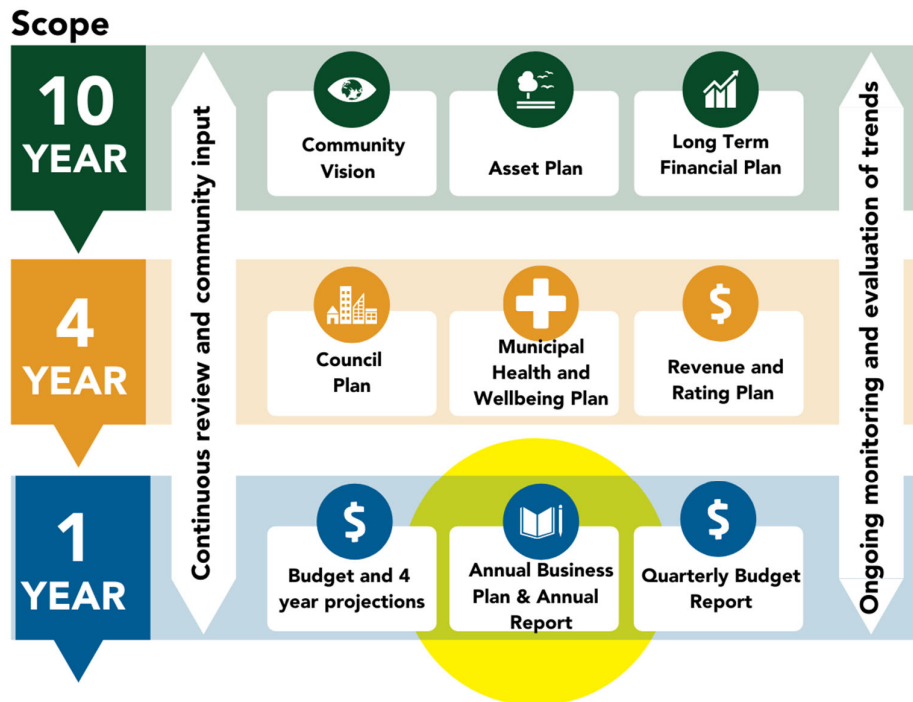 Scope
10
YEAR
Continuous review and community input
Community
Vision
Asset Plan
Long Term
Financial Plan
Ongoing monitoring and evaluation of trends
4
YEAR
Council
Plan
Municipal
Health and
Wellbeing Plan
$
Revenue and
Rating Plan
1
YEAR
$
Budget and 4
year projections
Annual Business
Plan & Annual
Report
$
Quarterly Budget
Report